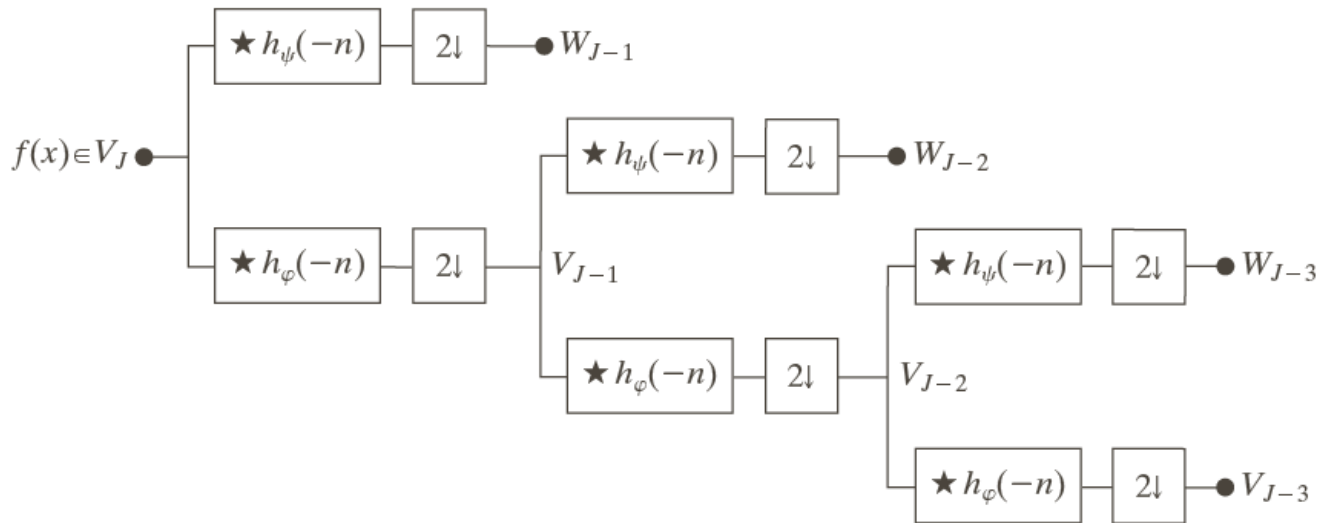 ★ h_ψ(−n) 2↓ W_{J−1}
f(x)∈V_J ★ h_ψ(−n) 2↓ W_{J−2}
★ h_φ(−n) 2↓ V_{J−1} ★ h_ψ(−n) 2↓ W_{J−3}
★ h_φ(−n) 2↓ V_{J−2}
★ h_φ(−n) 2↓ V_{J−3}